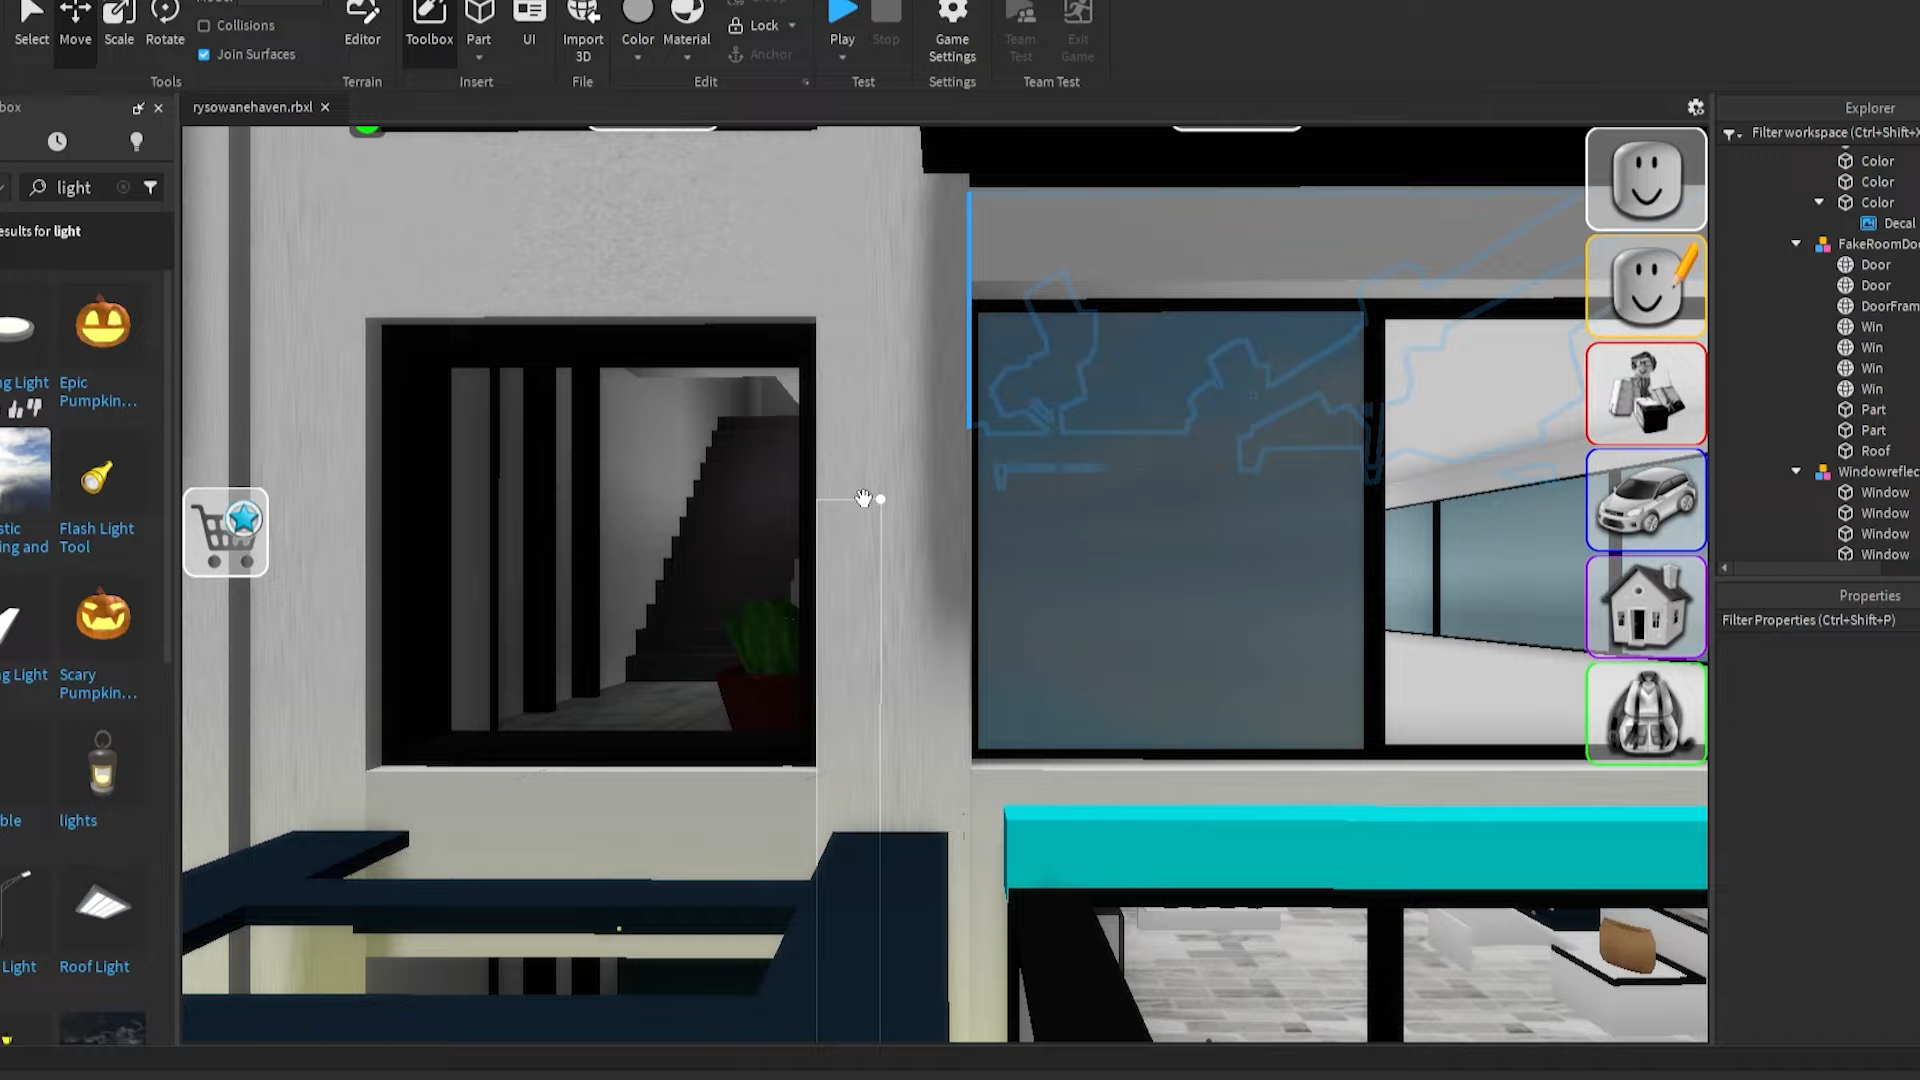 Collisions
Lock
Select Move Scale Rotate
Editor
Toolbox Part UI
Import 3D
Color Material
Play Stop
Game Settings
Team Test
Exit Game
Join Surfaces
Anchor
Tools Terrain Insert File Edit Test Settings Team Test
box
rysowanehaven.rbxl
Explorer
Filter workspace (Ctrl+Shift+X
light
esults for light
Color
Color
Color
Decal
FakeRoomDoo
Door
Door
DoorFram
Win
Win
Win
Win
Part
Part
Roof
Windowreflec
Window
Window
Window
Window
Properties
Filter Properties (Ctrl+Shift+P)
ng Light
Epic Pumpkin...
stic
ing and
Flash Light Tool
ng Light
Scary Pumpkin...
ble
lights
Light
Roof Light